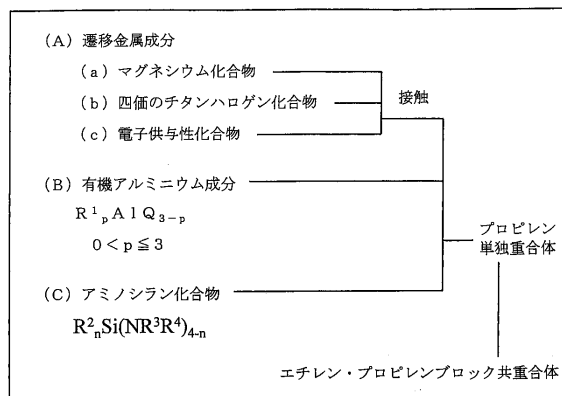 (A)遷移金属成分
(a)マグネシウム化合物
(b)四価のチタンハロゲン化合物
(c)電子供与性化合物
接触
(B)有機アルミニウム成分
R¹ₚAlQ₃₋ₚ
0<p≦3
プロピレン
単独重合体
(C)アミノシラン化合物
R²ₙSi(NR³R⁴)₄₋ₙ
エチレン・プロピレンブロック共重合体